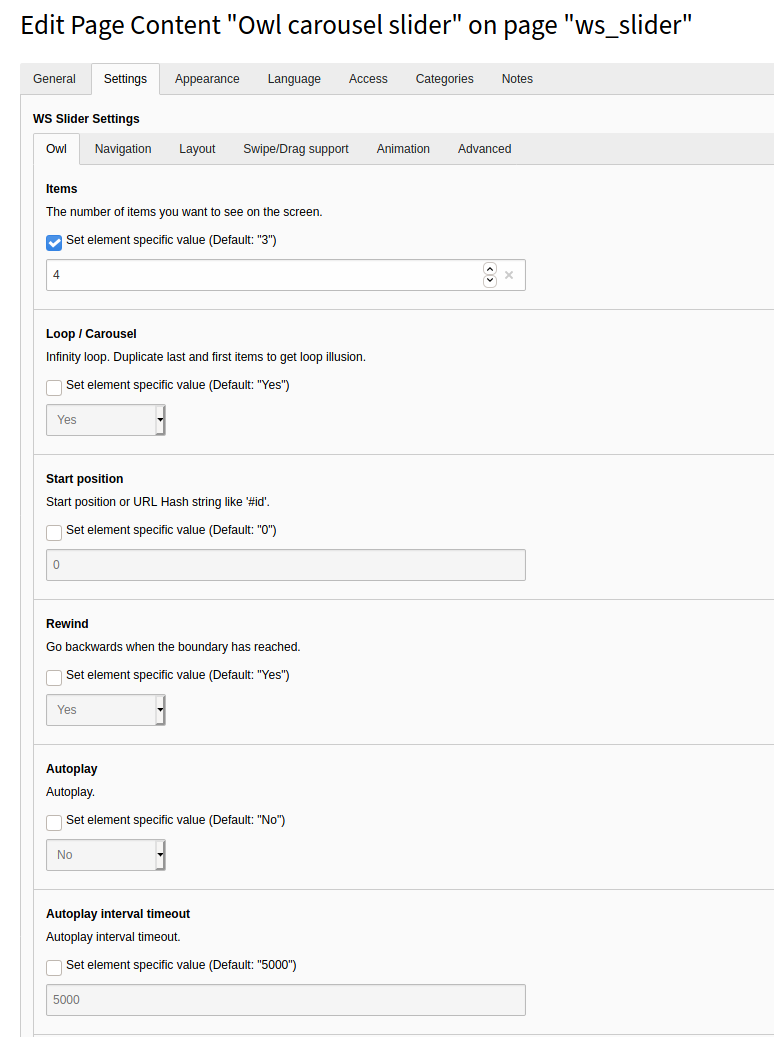 Edit Page Content "Owl carousel slider" on page "ws_slider"
General Settings Appearance Language Access Categories Notes
WS Slider Settings
Owl Navigation Layout Swipe/Drag support Animation Advanced
Items
The number of items you want to see on the screen.
Set element specific value (Default: "3")
4
Loop / Carousel
Infinity loop. Duplicate last and first items to get loop illusion.
Set element specific value (Default: "Yes")
Yes
Start position
Start position or URL Hash string like '#id'.
Set element specific value (Default: "0")
0
Rewind
Go backwards when the boundary has reached.
Set element specific value (Default: "Yes")
Yes
Autoplay
Autoplay.
Set element specific value (Default: "No")
No
Autoplay interval timeout
Autoplay interval timeout.
Set element specific value (Default: "5000")
5000